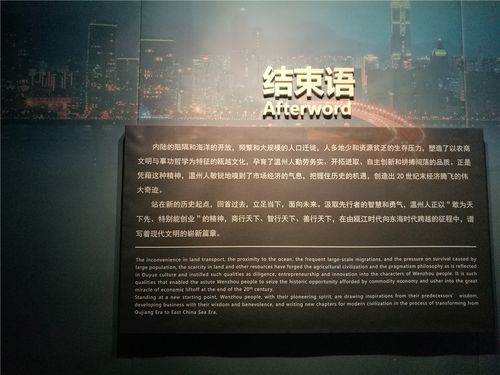 结束语
Afterword
内陆的阻隔和海洋的开放，频繁和大规模的人口迁徙，人多地少和资源贫乏的生存压力，塑造了以农商
文明与事功哲学为特征的瓯越文化，孕育了温州人勤劳务实、开拓进取、自主创新和拼搏闯荡的品质。正是
凭藉这种精神，温州人敏锐地嗅到了市场经济的气息，把握住历史的机遇，创造出20世纪末经济腾飞的伟
大奇迹。
站在新的历史起点，回首过去，立足当下，面向未来。汲取先行者的智慧和勇气，温州人正以“敢为天
下先、特别能创业”的精神，商行天下、智行天下、善行天下，在由瓯江时代向东海时代跨越的征程中，谱
写着现代文明的崭新篇章。
The inconvenience in land transport, the proximity to the ocean, the frequent large-scale migrations, and the pressure on survival caused by
large population, the scarcity in land and other resources have forged the agricultural civilization and the pragmatism philosophy as is reflected
in Ouyue culture and instilled such qualities as diligence, entrepreneurship and innovation into the characters of Wenzhou people. It is such
qualities that enabled the astute Wenzhou people to seize the historic opportunity afforded by commodity economy and usher into the great
miracle of economic liftoff at the end of the 20th century.
Standing at a new starting point, Wenzhou people, with their pioneering spirit, are drawing inspirations from their predecessors' wisdom,
developing business with their wisdom and benevolence, and writing new chapters for modern civilization in the process of transforming from
Oujiang Era to East China Sea Era.